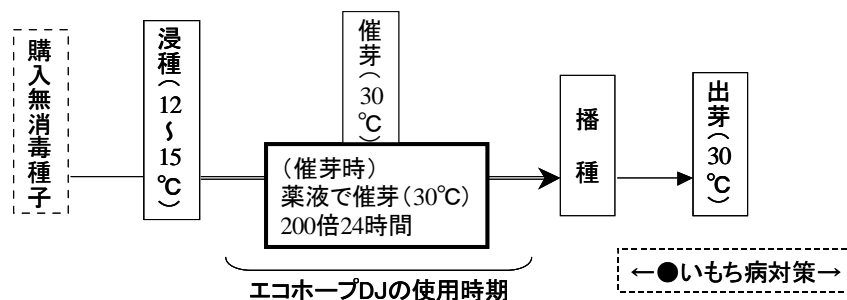 購入無消毒種子
浸種(12～15℃)
催芽(30℃)
(催芽時)
薬液で催芽(30℃)
200倍24時間
播種
出芽(30℃)
エコホープDJの使用時期
←●いもち病対策→